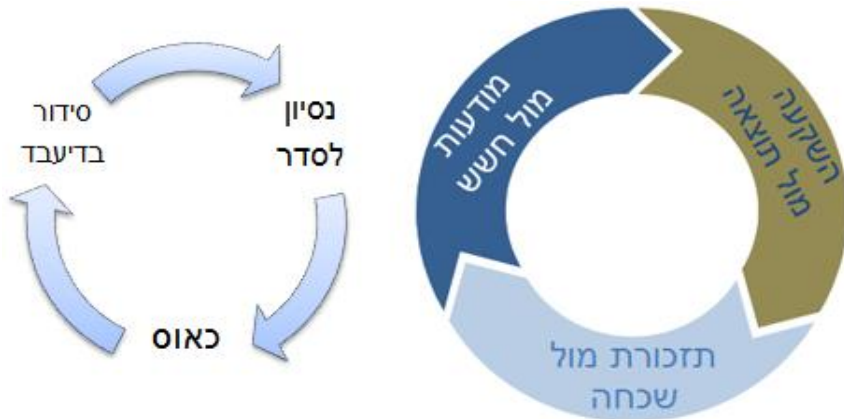 מודעות
מול חשש
השקעה
מול תוצאה
תזכורת מול
שכחה
נסיון
לסדר
כאוס
סידור
בדיעבד